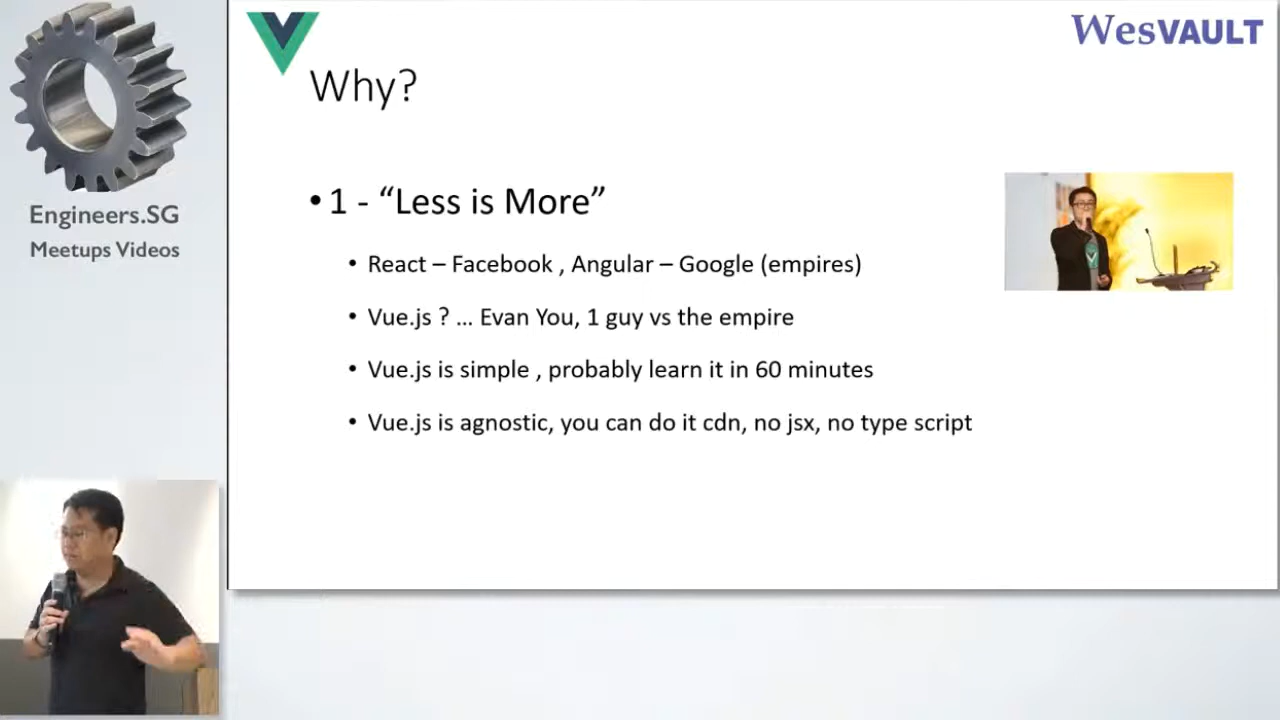 WesVAULT
Why?
Engineers.SG
Meetups Videos
• 1 - “Less is More”
• React – Facebook , Angular – Google (empires)
• Vue.js ? ... Evan You, 1 guy vs the empire
• Vue.js is simple , probably learn it in 60 minutes
• Vue.js is agnostic, you can do it cdn, no jsx, no type script